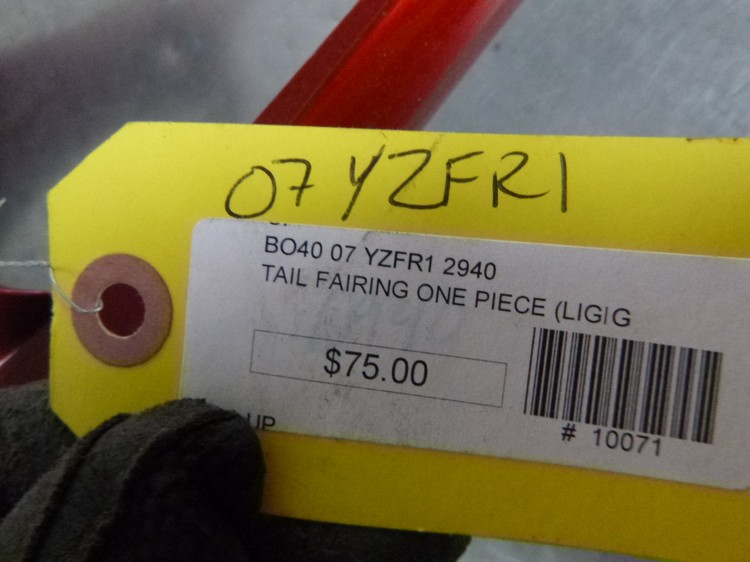 07 YZFR1
BO40 07 YZFR1 2940
TAIL FAIRING ONE PIECE (LIGIG
$75.00
UP
# 10071